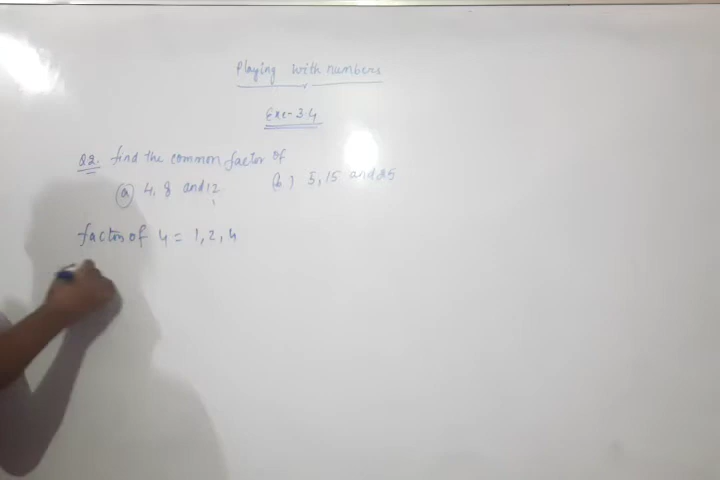 Playing with numbers
Exe-3.4
Q2. find the common factor of
(a) 4, 8 and 12 (b) 5, 15 and 25
factor of 4 = 1, 2, 4